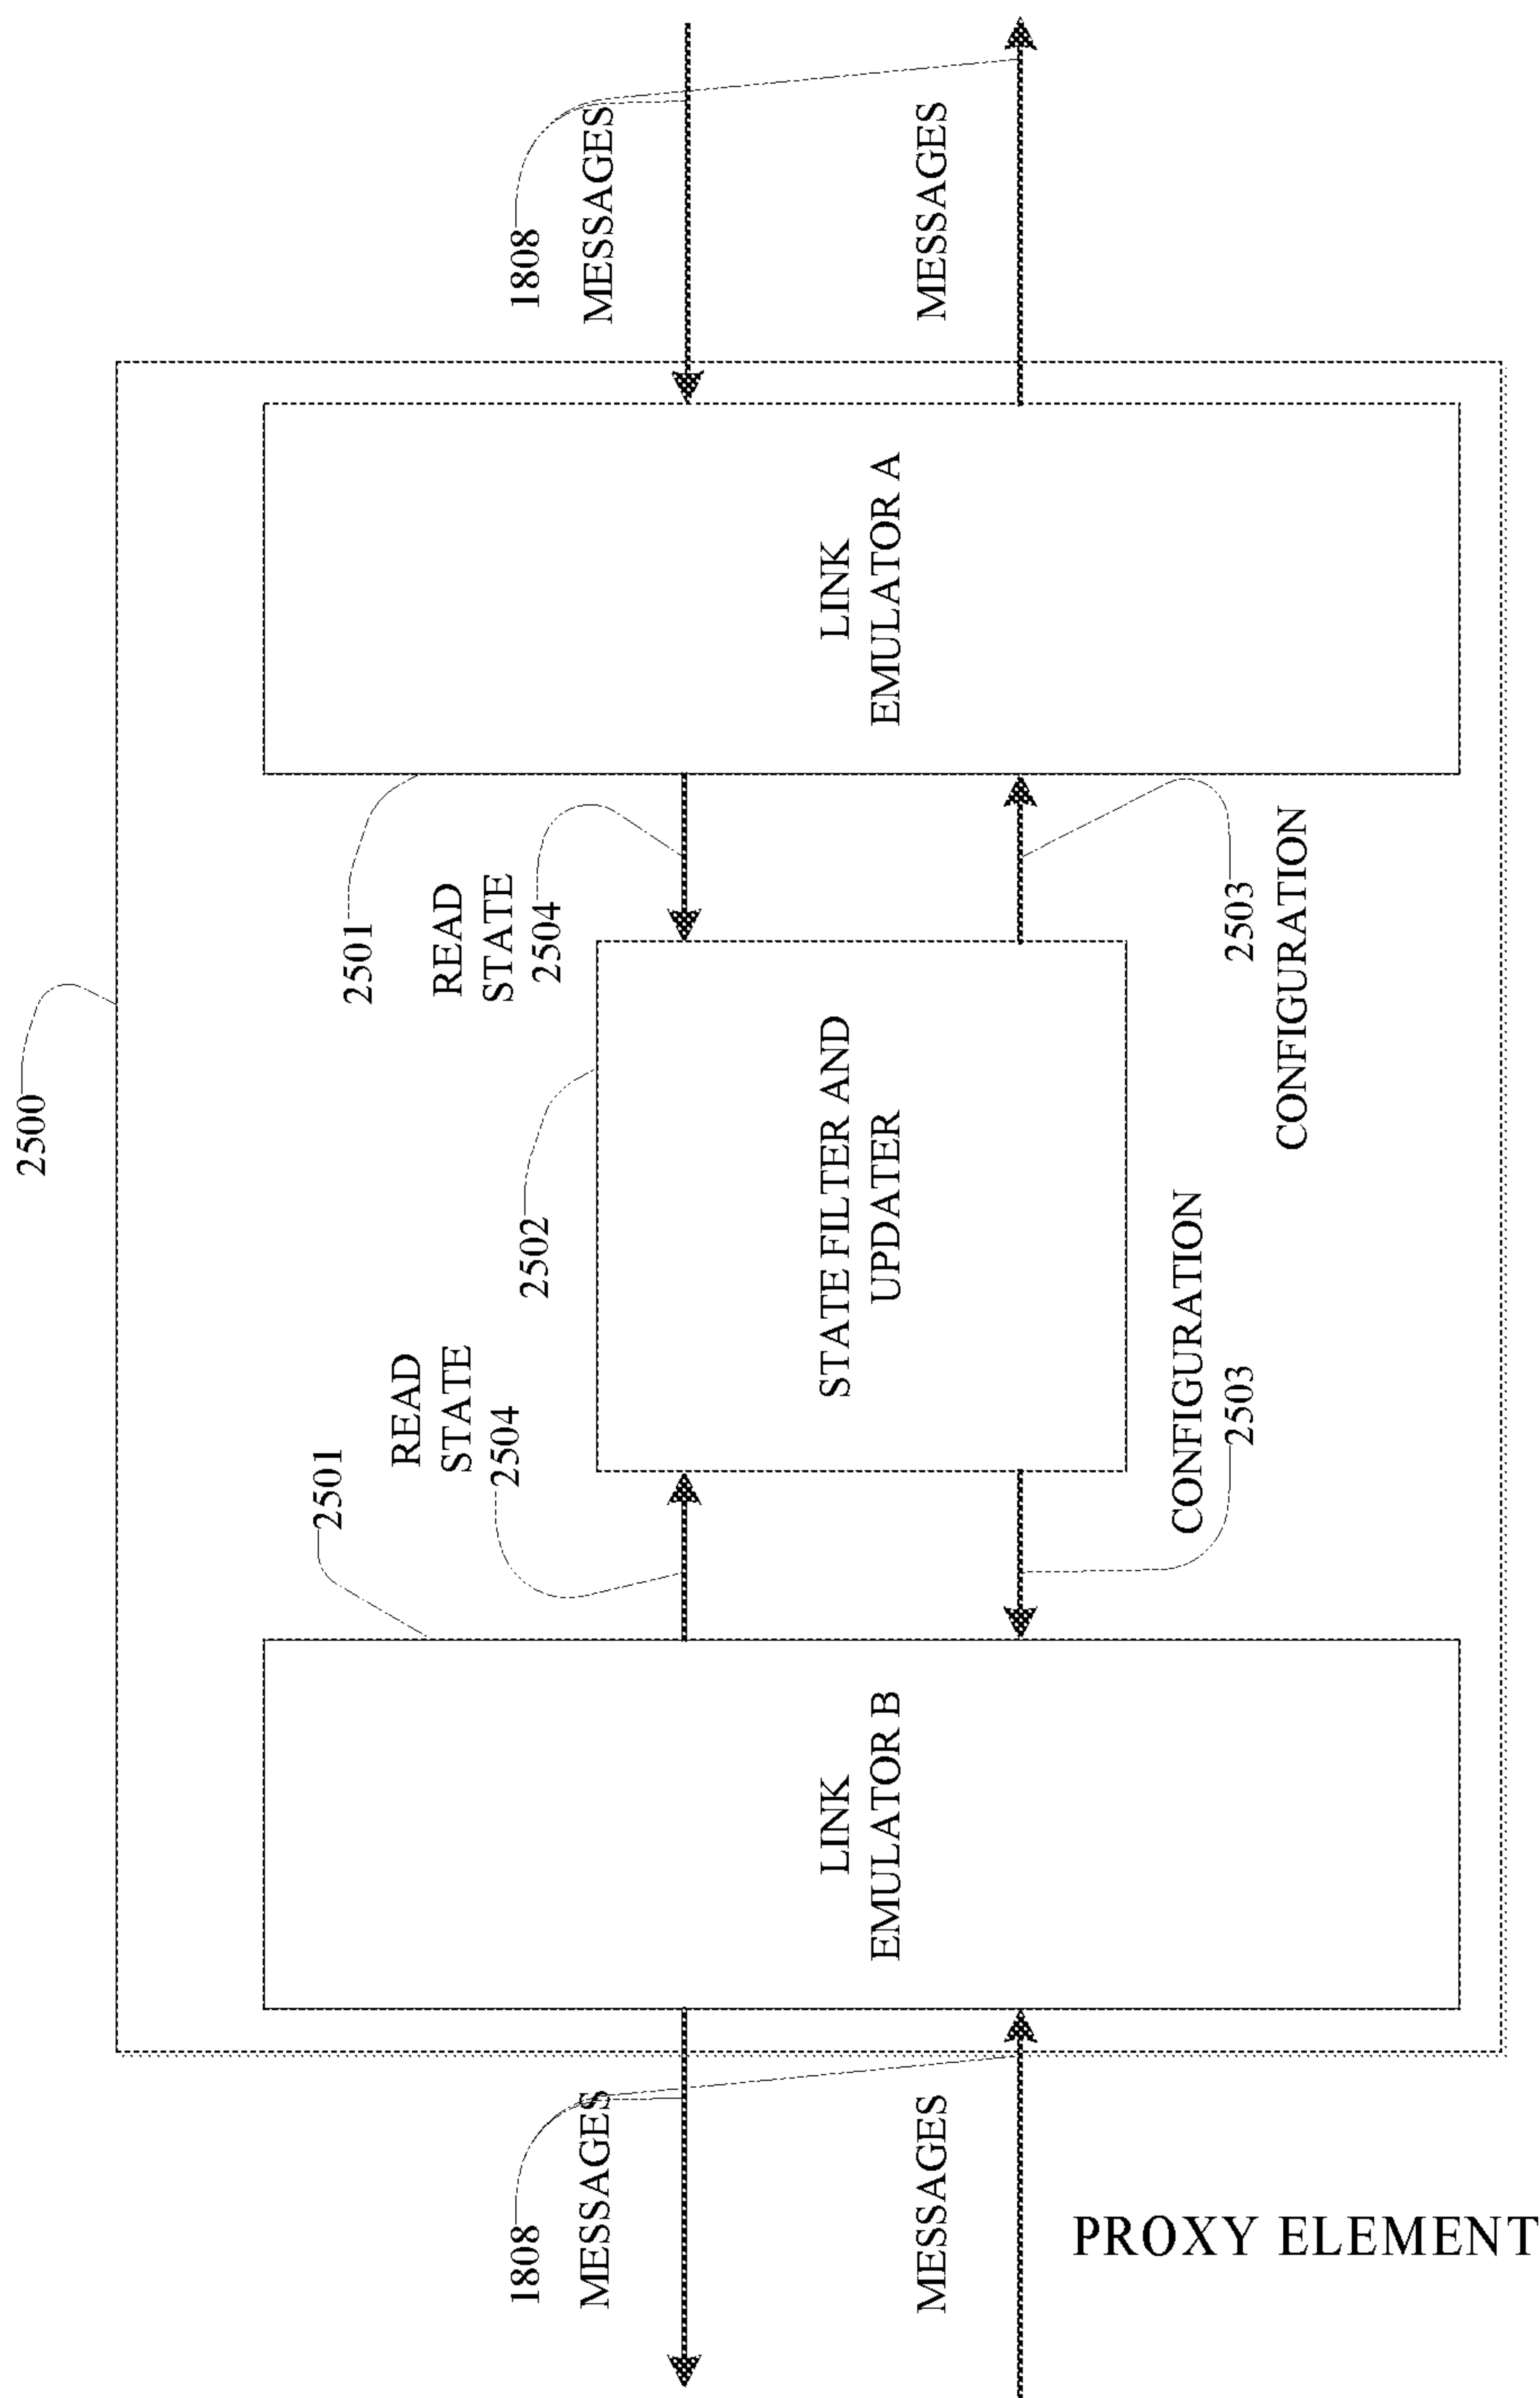 2500
1808
MESSAGES
MESSAGES
LINK
EMULATOR A
2501
READ
STATE
2504
2503
CONFIGURATION
2502
STATE FILTER AND
UPDATER
READ
STATE
2504
2501
CONFIGURATION
2503
LINK
EMULATOR B
1808
MESSAGES
MESSAGES
PROXY ELEMENT